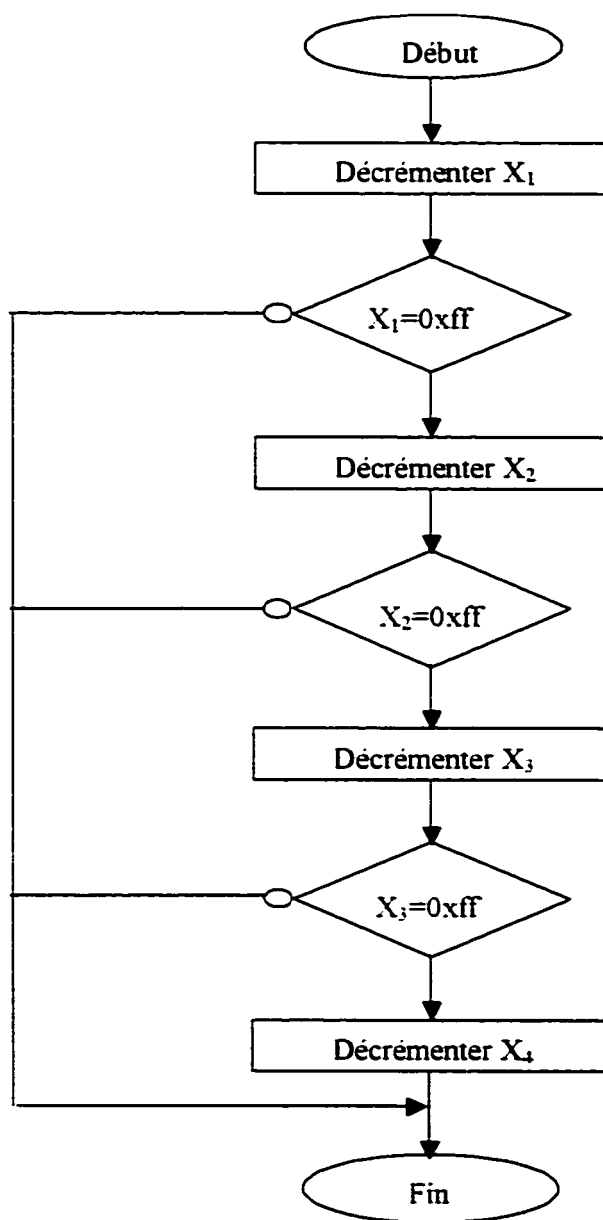 Début
Décrémenter X₁
X₁=0xff
Décrémenter X₂
X₂=0xff
Décrémenter X₃
X₃=0xff
Décrémenter X₄
Fin